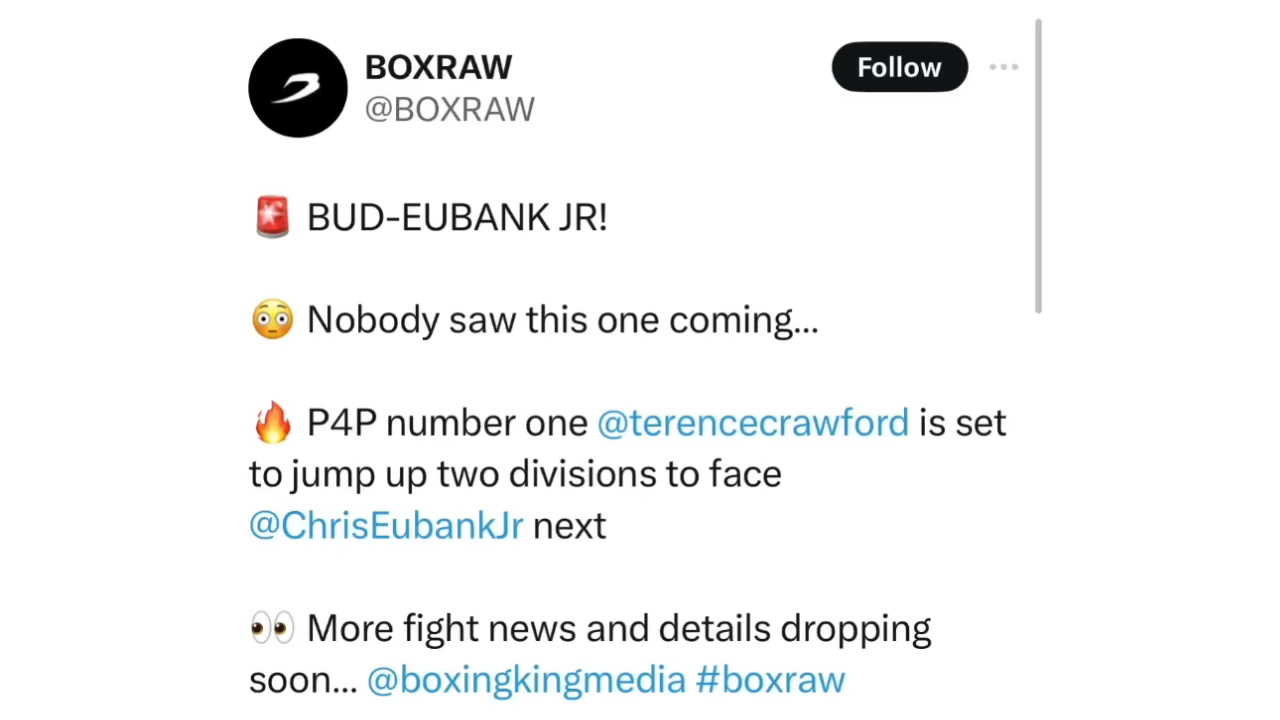 BOXRAW
@BOXRAW
Follow
🚨 BUD-EUBANK JR!
😳 Nobody saw this one coming...
🔥 P4P number one @terencecrawford is set
to jump up two divisions to face
@ChrisEubankJr next
👀 More fight news and details dropping
soon... @boxingkingmedia #boxraw